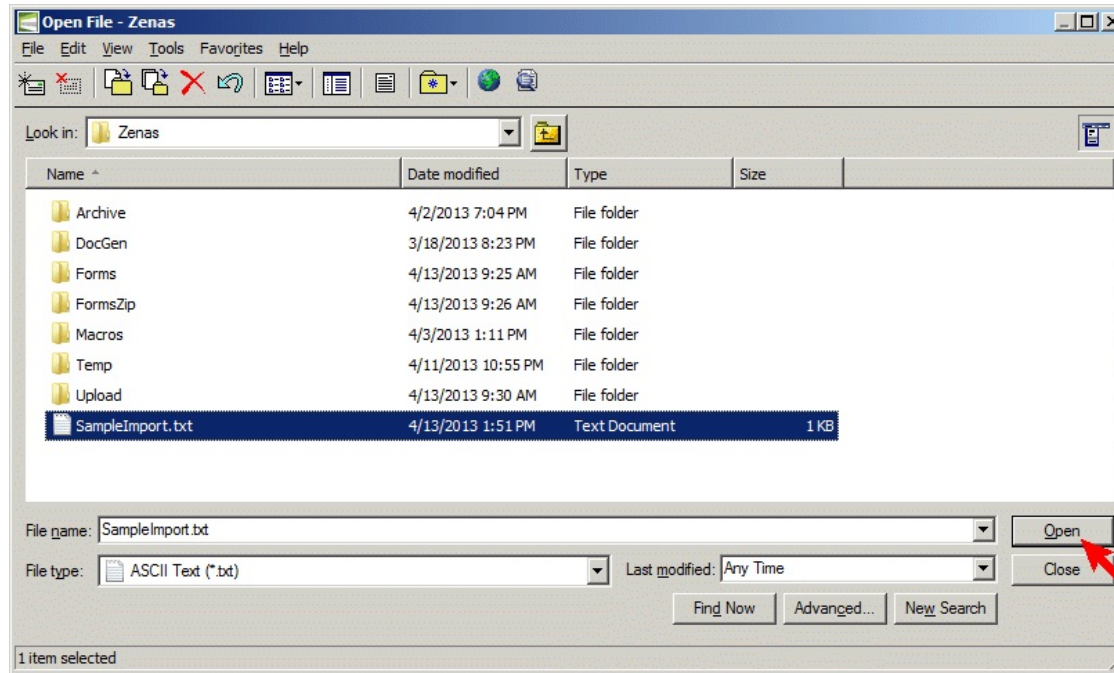 Open File - Zenas
File Edit View Tools Favorites Help
Look in: Zenas
Name Date modified Type Size
Archive 4/2/2013 7:04 PM File folder
DocGen 3/18/2013 8:23 PM File folder
Forms 4/13/2013 9:25 AM File folder
FormsZip 4/13/2013 9:26 AM File folder
Macros 4/3/2013 1:11 PM File folder
Temp 4/11/2013 10:55 PM File folder
Upload 4/13/2013 9:30 AM File folder
SampleImport.txt 4/13/2013 1:51 PM Text Document 1 KB
File name: SampleImport.txt Open
File type: ASCII Text (*.txt) Last modified: Any Time Close
Find Now Advanced... New Search
1 item selected